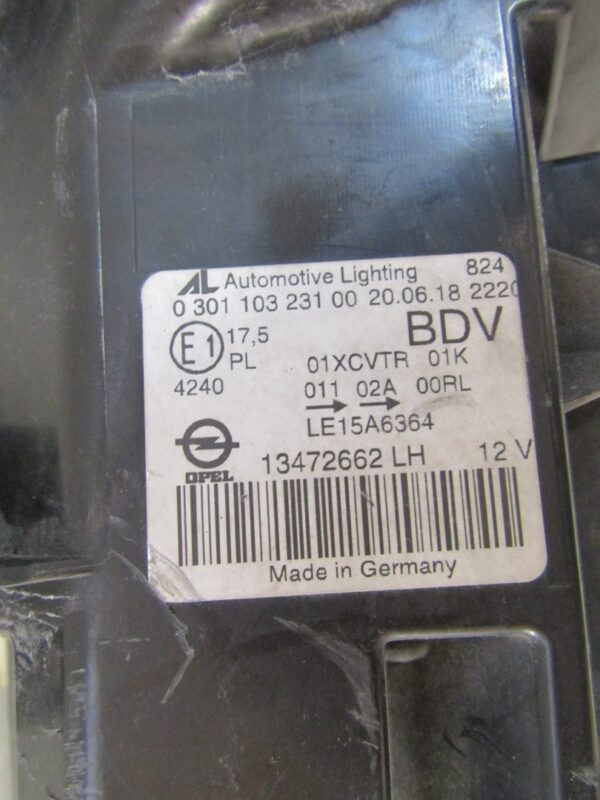 AL Automotive Lighting 824
0 301 103 231 00 20.06.18 2220
E1 17,5 BDV
PL 01XCVTR 01K
4240 011 02A 00RL
LE15A6364
OPEL 13472662 LH 12 V
Made in Germany